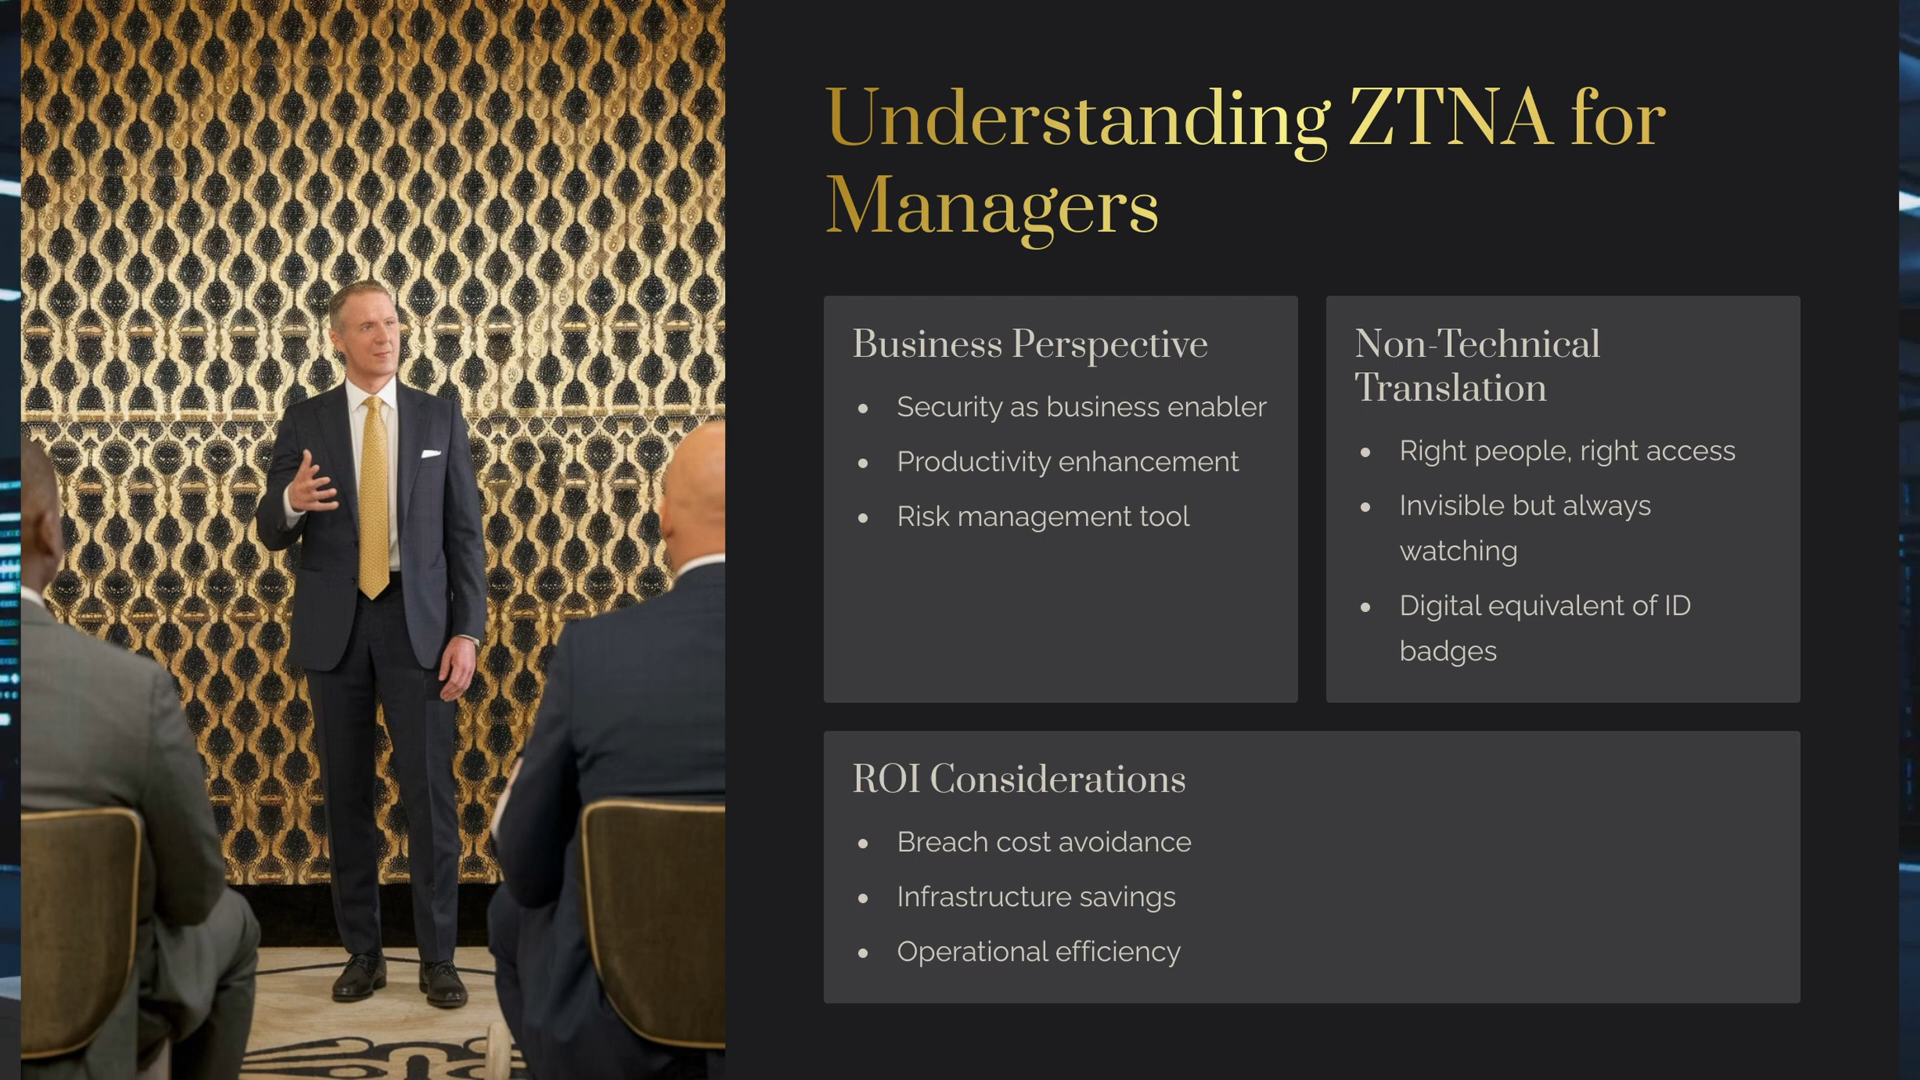 Understanding ZTNA for
Managers
Business Perspective
• Security as business enabler
• Productivity enhancement
• Risk management tool
Non-Technical
Translation
• Right people, right access
• Invisible but always
watching
• Digital equivalent of ID
badges
ROI Considerations
• Breach cost avoidance
• Infrastructure savings
• Operational efficiency